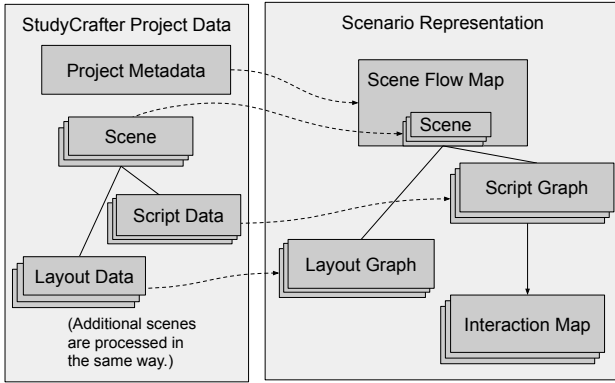 StudyCrafter Project Data
Project Metadata
Scene
Script Data
Layout Data
(Additional scenes
are processed in
the same way.)
Scenario Representation
Scene Flow Map
Scene
Script Graph
Layout Graph
Interaction Map